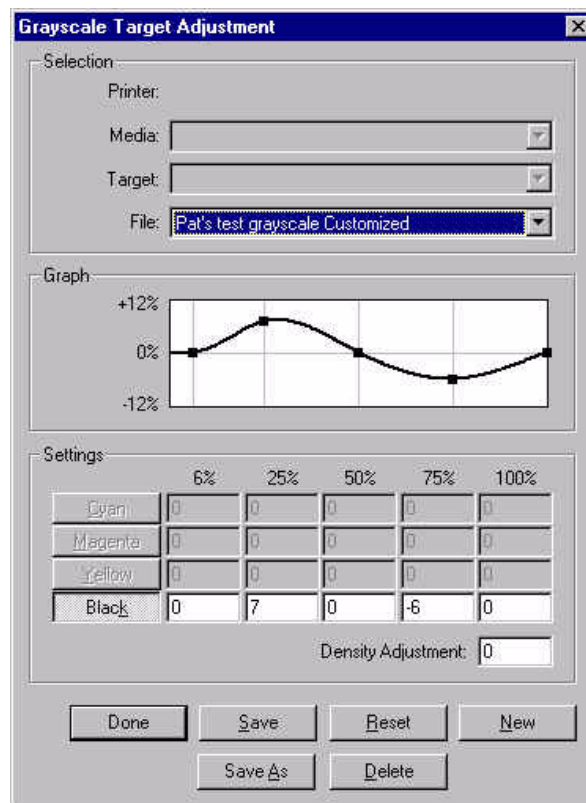 Grayscale Target Adjustment
Selection
Printer:
Media:
Target:
File: Pat's test grayscale Customized
Graph
+12%
0%
-12%
Settings
6% 25% 50% 75% 100%
Cyan 0 0 0 0 0
Magenta 0 0 0 0 0
Yellow 0 0 0 0 0
Black 0 7 0 -6 0
Density Adjustment: 0
Done Save Reset New
Save As Delete